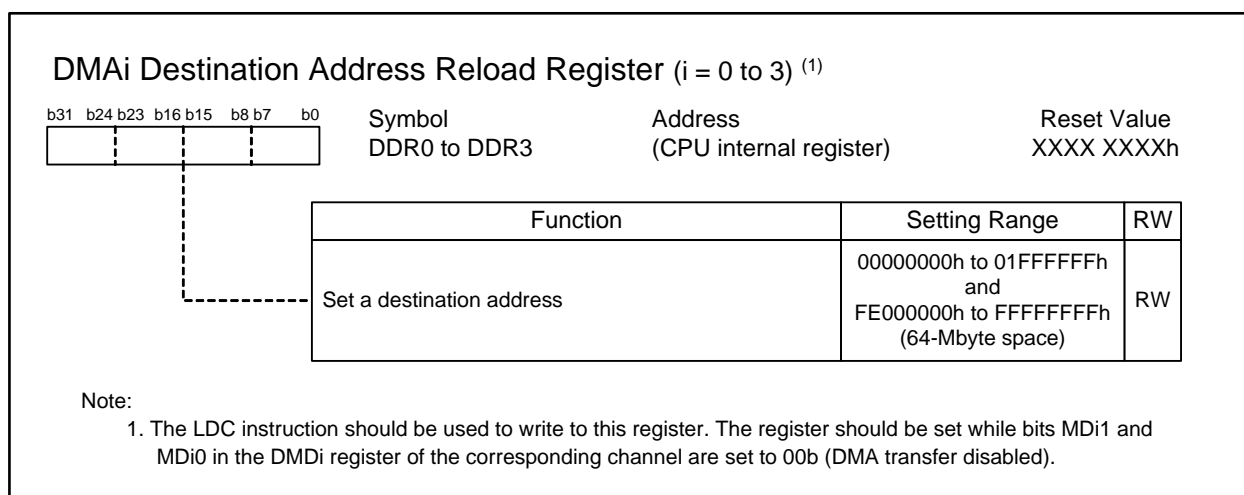 DMAi Destination Address Reload Register (i = 0 to 3) (1)
b31 b24 b23 b16 b15 b8 b7 b0
Symbol Address Reset Value
DDR0 to DDR3 (CPU internal register) XXXX XXXXh
Function Setting Range RW
Set a destination address
00000000h to 01FFFFFFh
and
FE000000h to FFFFFFFFh
(64-Mbyte space)
RW
Note:
1. The LDC instruction should be used to write to this register. The register should be set while bits MDi1 and
MDi0 in the DMDi register of the corresponding channel are set to 00b (DMA transfer disabled).